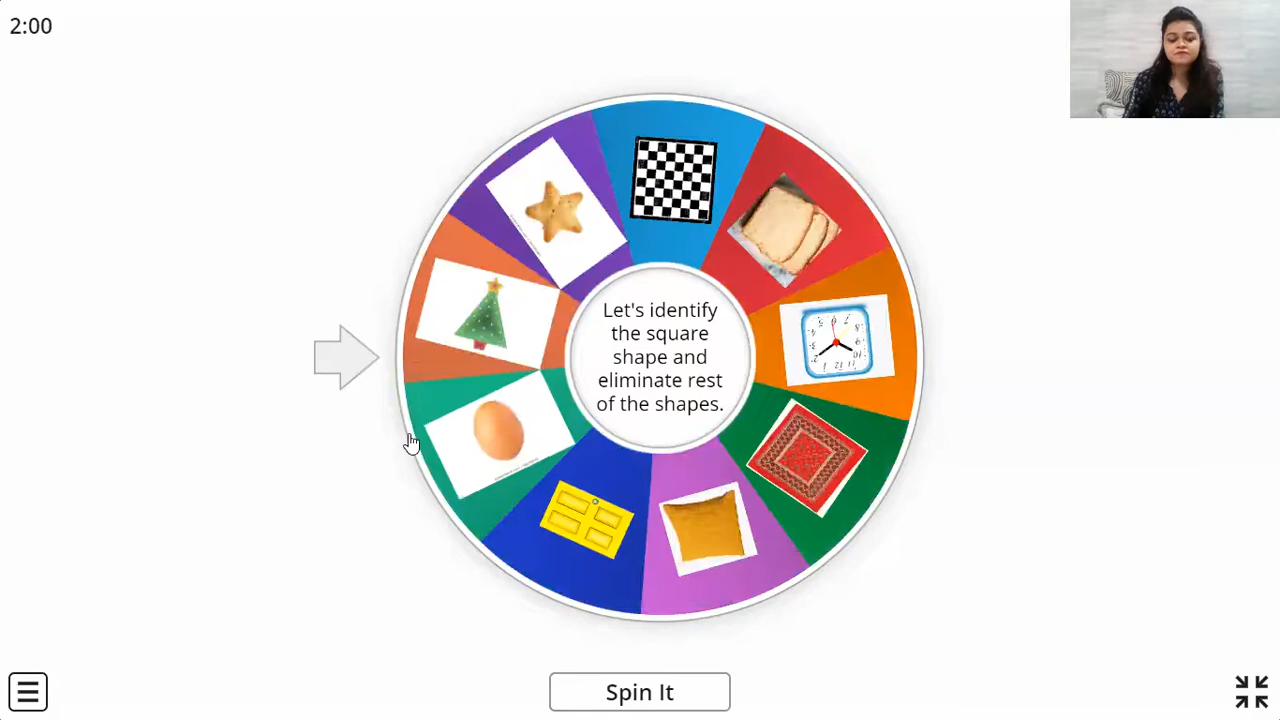 2:00
Let's identify
the square
shape and
eliminate rest
of the shapes.
Spin It